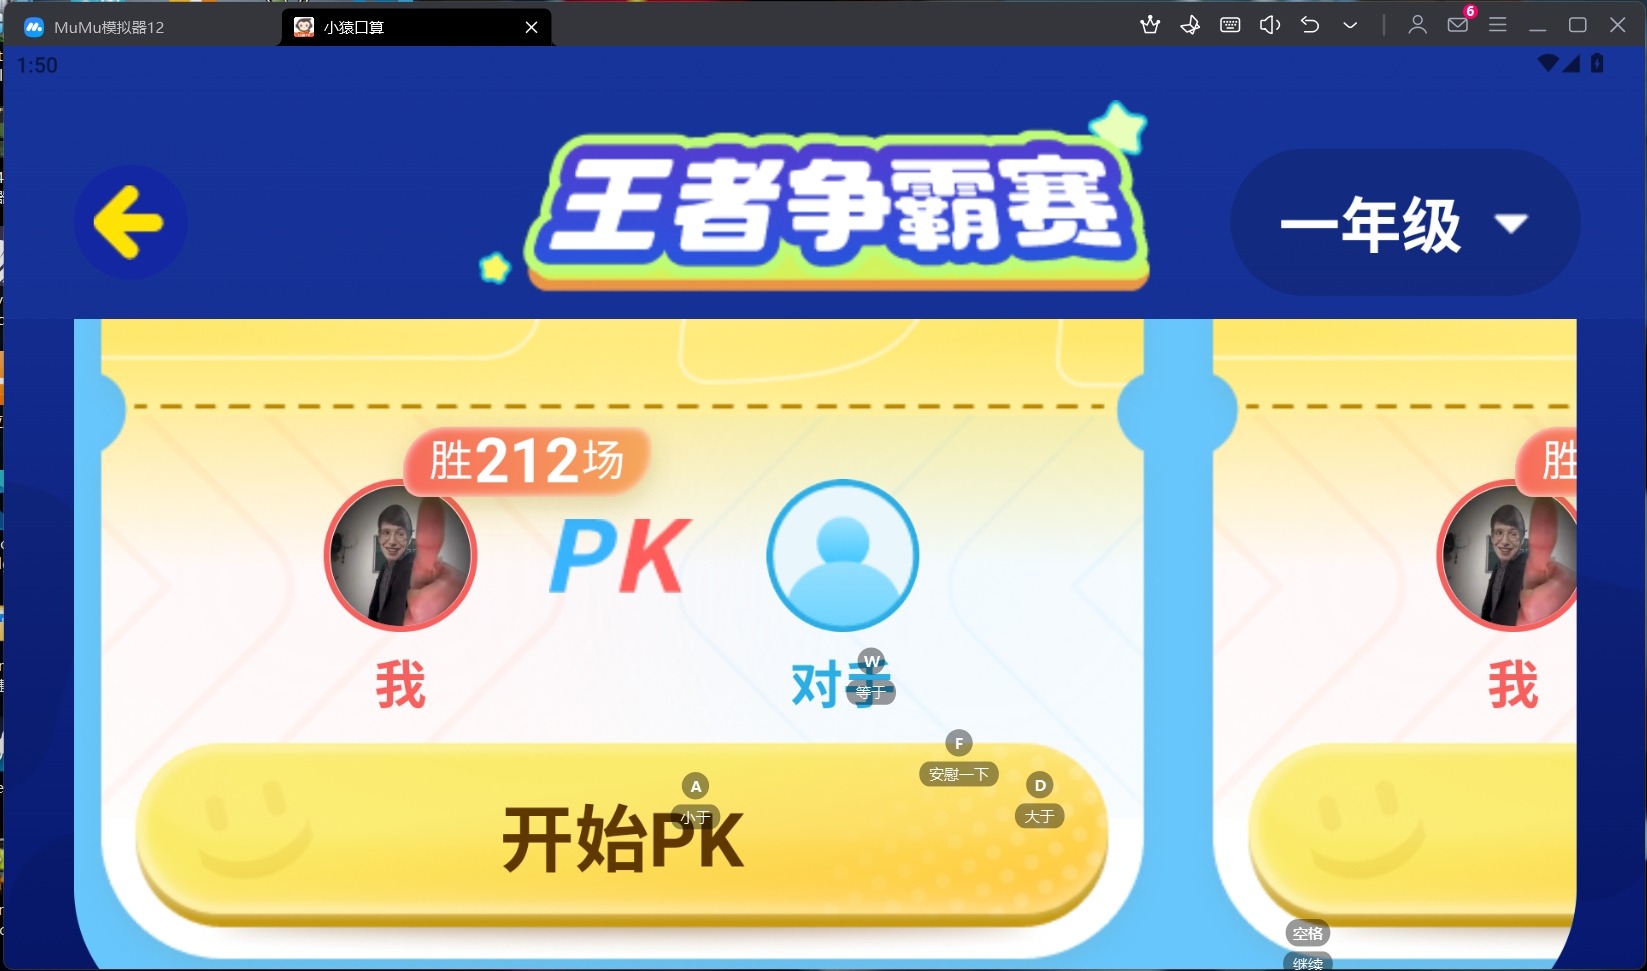 MuMu模拟器12
小猿口算
6
1:50
王者争霸赛
一年级
胜212场
胜
PK
我
对手
我
W
等于
F
安慰一下
A
小于
D
大于
开始PK
空格
继续